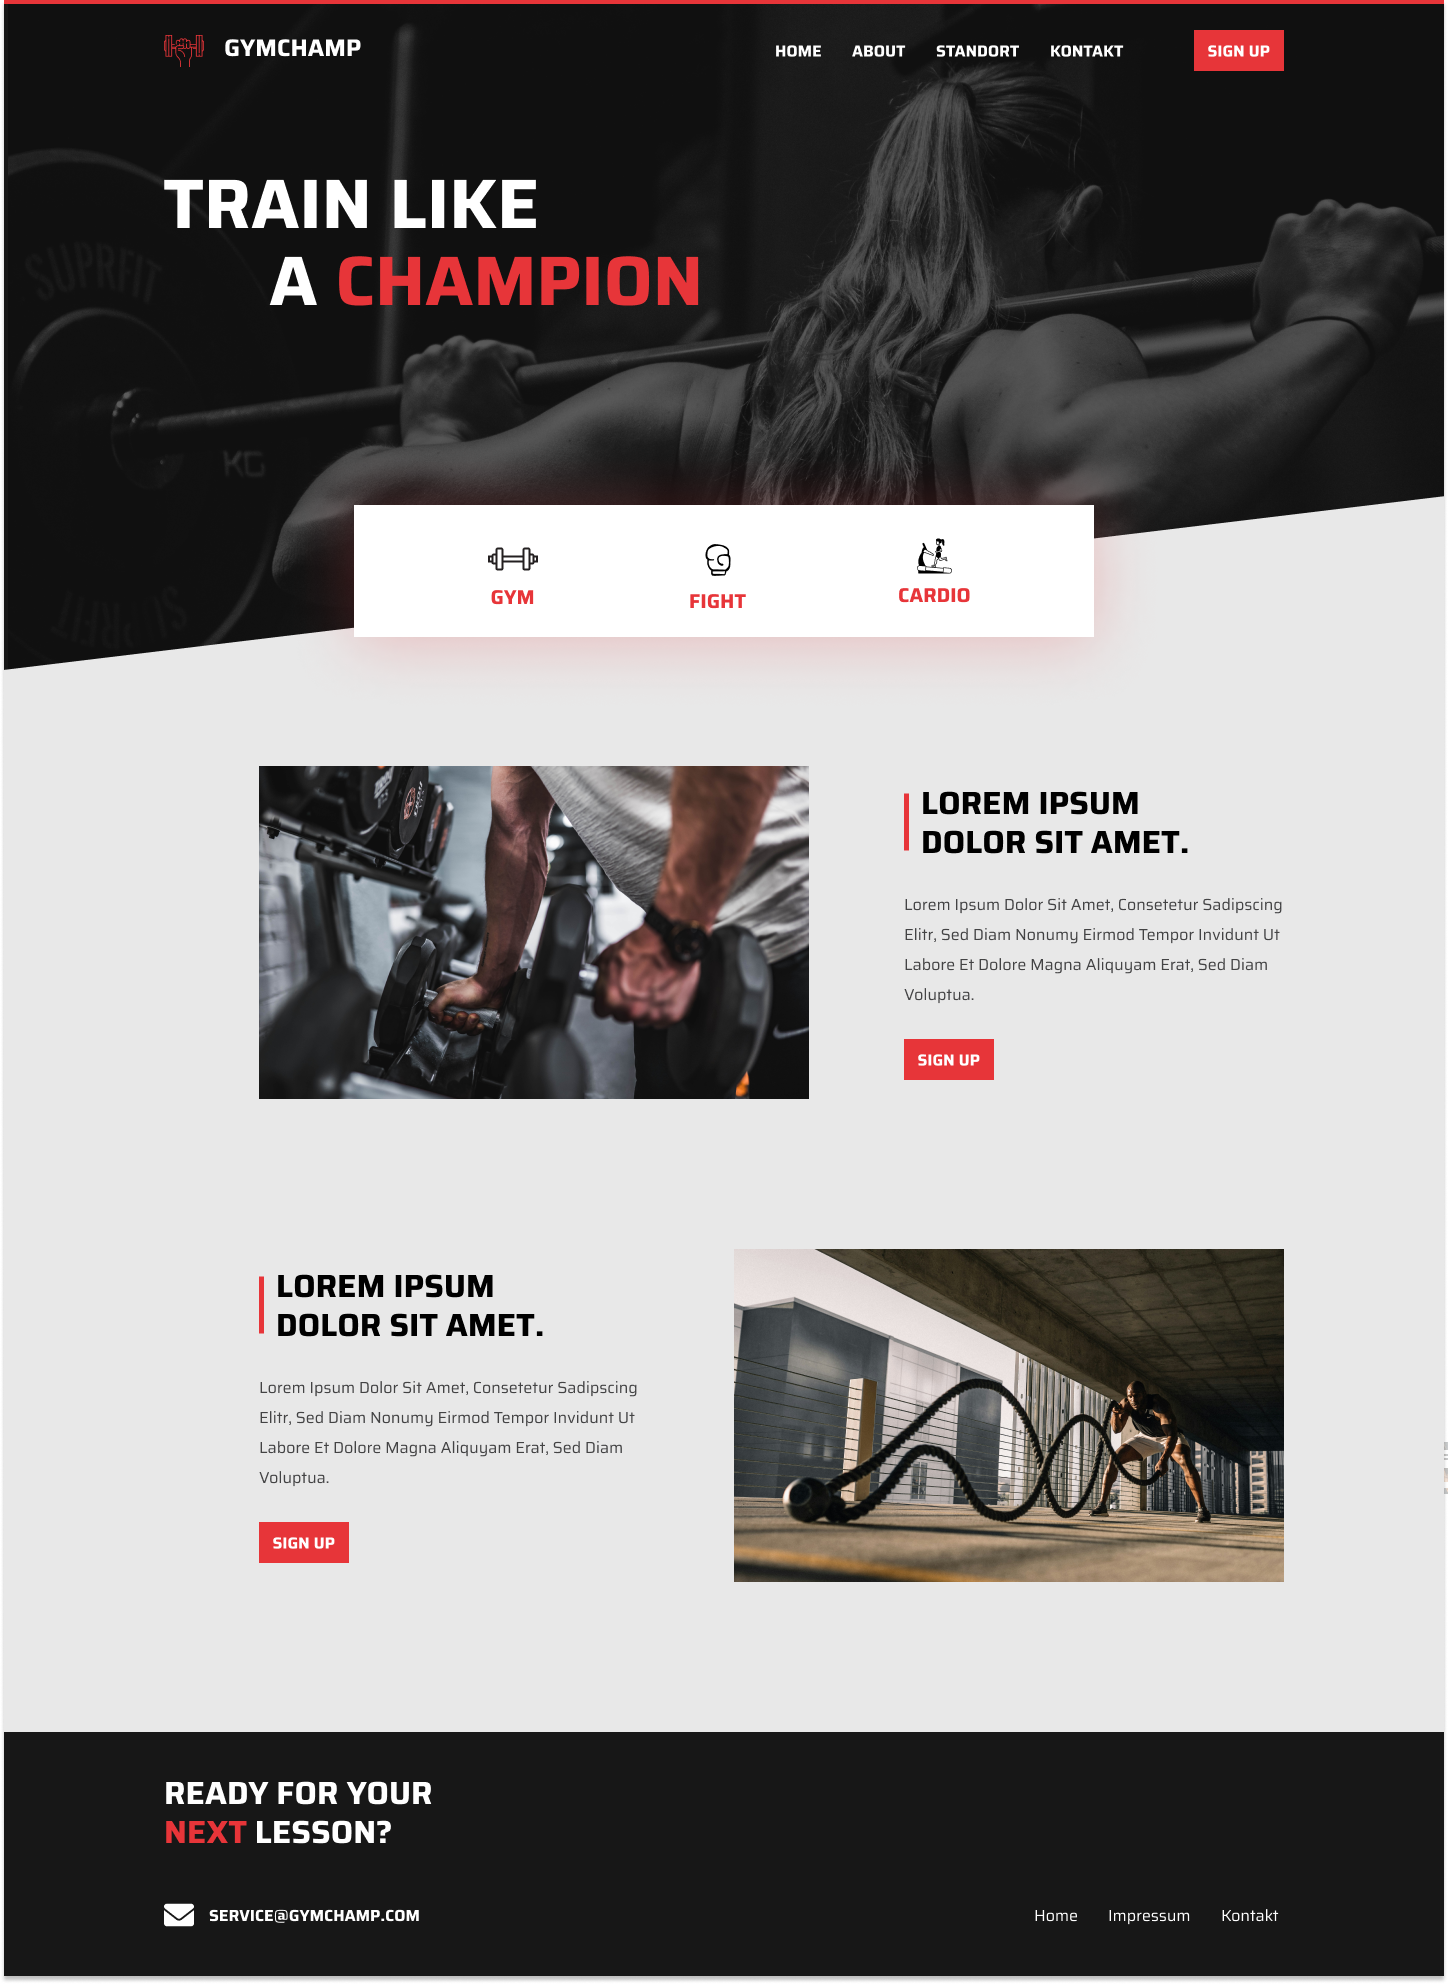 GYMCHAMP
HOME ABOUT STANDORT KONTAKT SIGN UP
TRAIN LIKE
A CHAMPION
SUPRFIT
KG
SUPRFIT
GYM FIGHT CARDIO
LOREM IPSUM
DOLOR SIT AMET.
Lorem Ipsum Dolor Sit Amet, Consetetur Sadipscing
Elitr, Sed Diam Nonumy Eirmod Tempor Invidunt Ut
Labore Et Dolore Magna Aliquyam Erat, Sed Diam
Voluptua.
SIGN UP
LOREM IPSUM
DOLOR SIT AMET.
Lorem Ipsum Dolor Sit Amet, Consetetur Sadipscing
Elitr, Sed Diam Nonumy Eirmod Tempor Invidunt Ut
Labore Et Dolore Magna Aliquyam Erat, Sed Diam
Voluptua.
SIGN UP
READY FOR YOUR
NEXT LESSON?
SERVICE@GYMCHAMP.COM
Home Impressum Kontakt